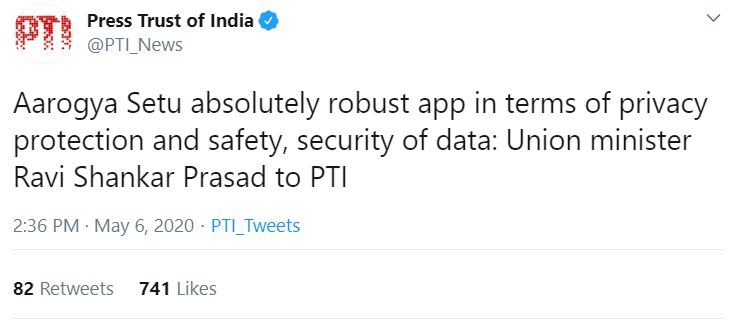 PTI
Press Trust of India
@PTI_News
Aarogya Setu absolutely robust app in terms of privacy
protection and safety, security of data: Union minister
Ravi Shankar Prasad to PTI
2:36 PM · May 6, 2020 · PTI_Tweets
82 Retweets 741 Likes